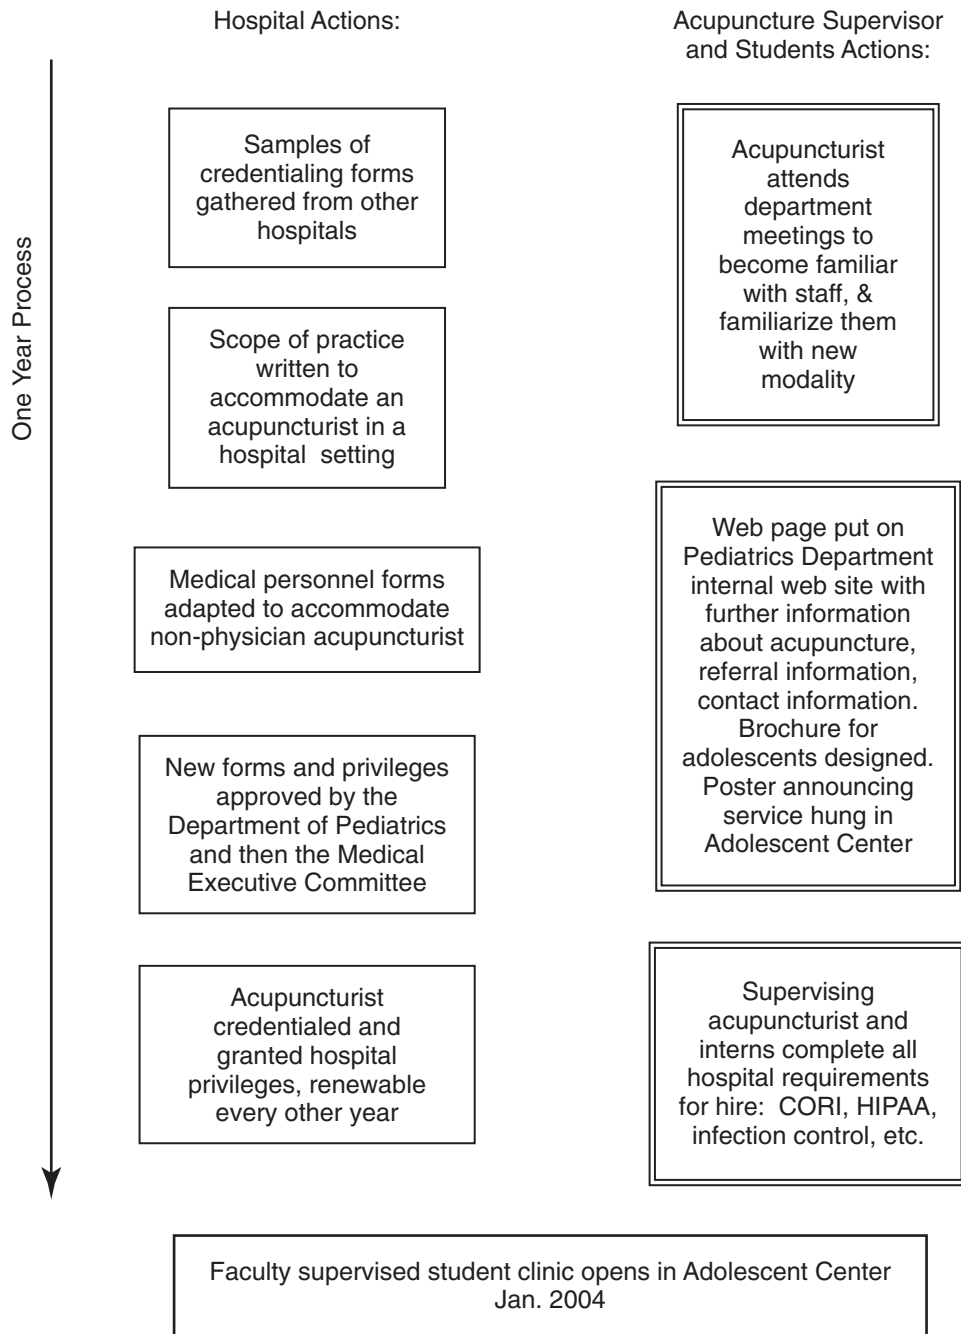 Hospital Actions:
Acupuncture Supervisor
and Students Actions:
One Year Process
Samples of
credentialing forms
gathered from other
hospitals
Scope of practice
written to
accommodate an
acupuncturist in a
hospital setting
Medical personnel forms
adapted to accommodate
non-physician acupuncturist
New forms and privileges
approved by the
Department of Pediatrics
and then the Medical
Executive Committee
Acupuncturist
credentialed and
granted hospital
privileges, renewable
every other year
Acupuncturist
attends
department
meetings to
become familiar
with staff, &
familiarize them
with new
modality
Web page put on
Pediatrics Department
internal web site with
further information
about acupuncture,
referral information,
contact information.
Brochure for
adolescents designed.
Poster announcing
service hung in
Adolescent Center
Supervising
acupuncturist and
interns complete all
hospital requirements
for hire: CORI, HIPAA,
infection control, etc.
Faculty supervised student clinic opens in Adolescent Center
Jan. 2004